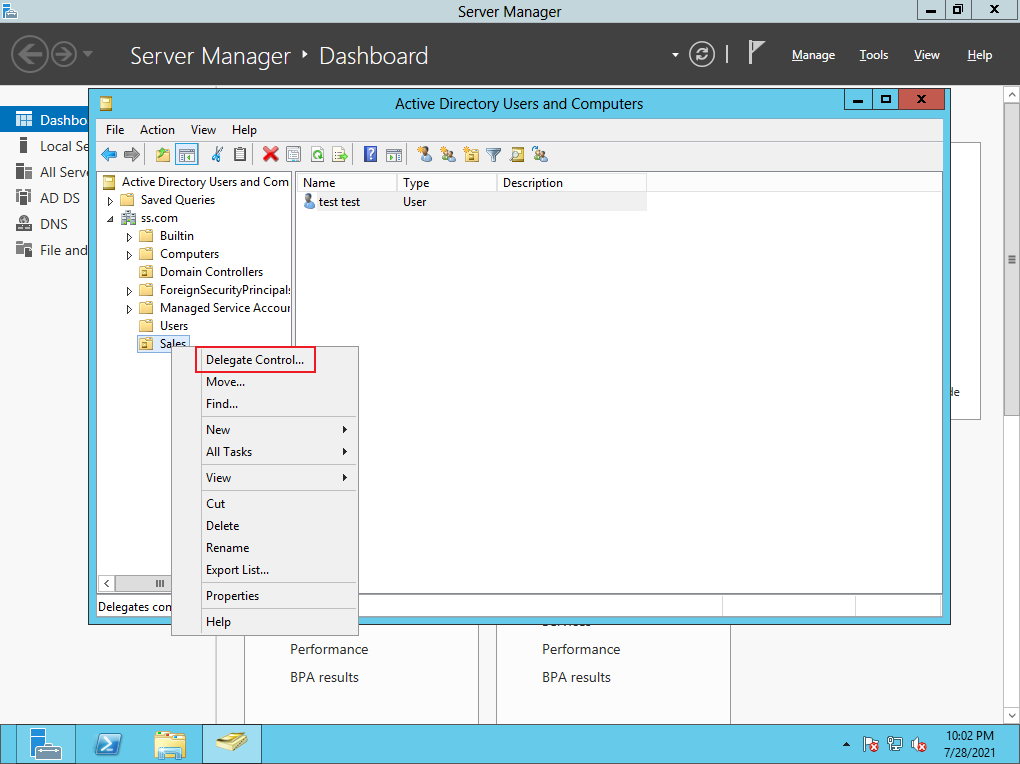 Server Manager
Server Manager ‣ Dashboard
Manage Tools View Help
Dashbo
Local Se
All Serve
AD DS
DNS
File and
Active Directory Users and Computers
File Action View Help
Active Directory Users and Com
Saved Queries
ss.com
Builtin
Computers
Domain Controllers
ForeignSecurityPrincipals
Managed Service Accour
Users
Sales
Name Type Description
test test User
Delegate Control...
Move...
Find...
New
All Tasks
View
Cut
Delete
Rename
Export List...
Properties
Help
Delegates con
de
Performance
BPA results
Performance
BPA results
10:02 PM
7/28/2021